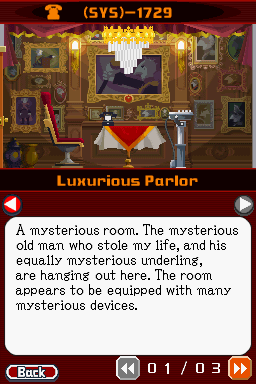 (SYS)-1729
Luxurious Parlor
A mysterious room. The mysterious
old man who stole my life, and his
equally mysterious underling,
are hanging out here. The room
appears to be equipped with many
mysterious devices.
Back
01 / 03